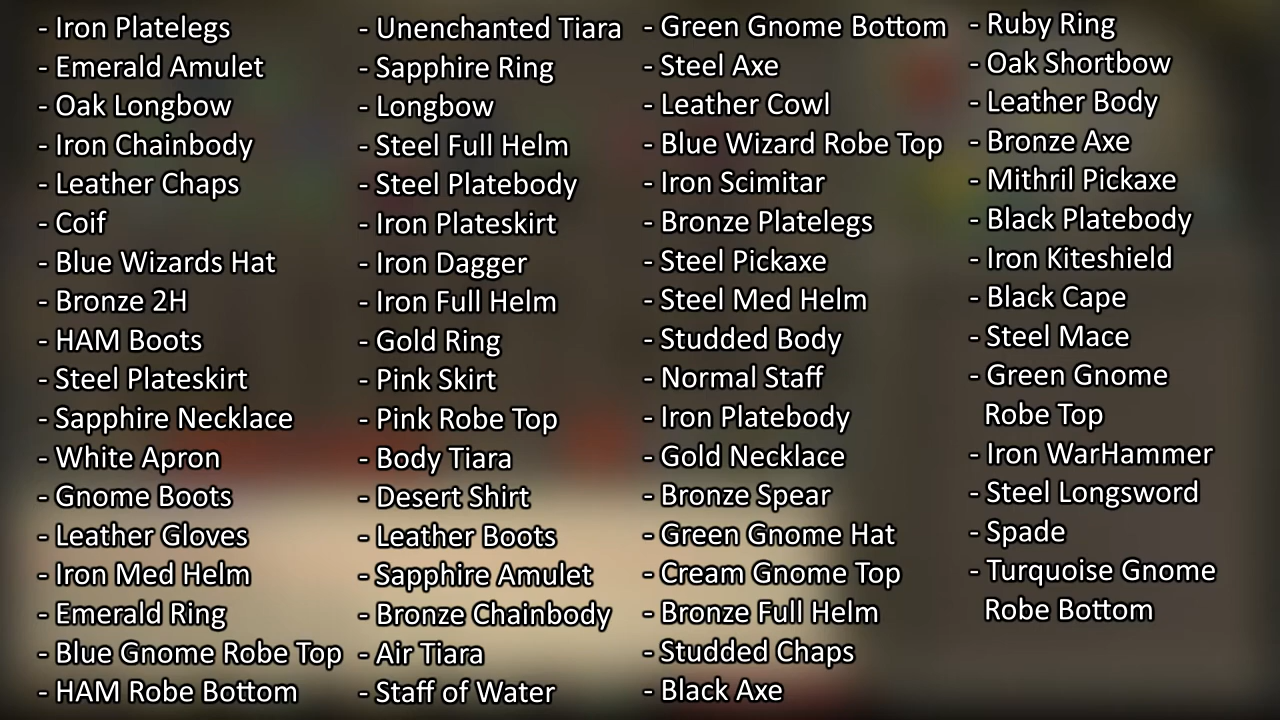 - Iron Platelegs
- Emerald Amulet
- Oak Longbow
- Iron Chainbody
- Leather Chaps
- Coif
- Blue Wizards Hat
- Bronze 2H
- HAM Boots
- Steel Plateskirt
- Sapphire Necklace
- White Apron
- Gnome Boots
- Leather Gloves
- Iron Med Helm
- Emerald Ring
- Blue Gnome Robe Top
- HAM Robe Bottom
- Unenchanted Tiara
- Sapphire Ring
- Longbow
- Steel Full Helm
- Steel Platebody
- Iron Plateskirt
- Iron Dagger
- Iron Full Helm
- Gold Ring
- Pink Skirt
- Pink Robe Top
- Body Tiara
- Desert Shirt
- Leather Boots
- Sapphire Amulet
- Bronze Chainbody
- Air Tiara
- Staff of Water
- Green Gnome Bottom
- Steel Axe
- Leather Cowl
- Blue Wizard Robe Top
- Iron Scimitar
- Bronze Platelegs
- Steel Pickaxe
- Steel Med Helm
- Studded Body
- Normal Staff
- Iron Platebody
- Gold Necklace
- Bronze Spear
- Green Gnome Hat
- Cream Gnome Top
- Bronze Full Helm
- Studded Chaps
- Black Axe
- Ruby Ring
- Oak Shortbow
- Leather Body
- Bronze Axe
- Mithril Pickaxe
- Black Platebody
- Iron Kiteshield
- Black Cape
- Steel Mace
- Green Gnome
Robe Top
- Iron WarHammer
- Steel Longsword
- Spade
- Turquoise Gnome
Robe Bottom